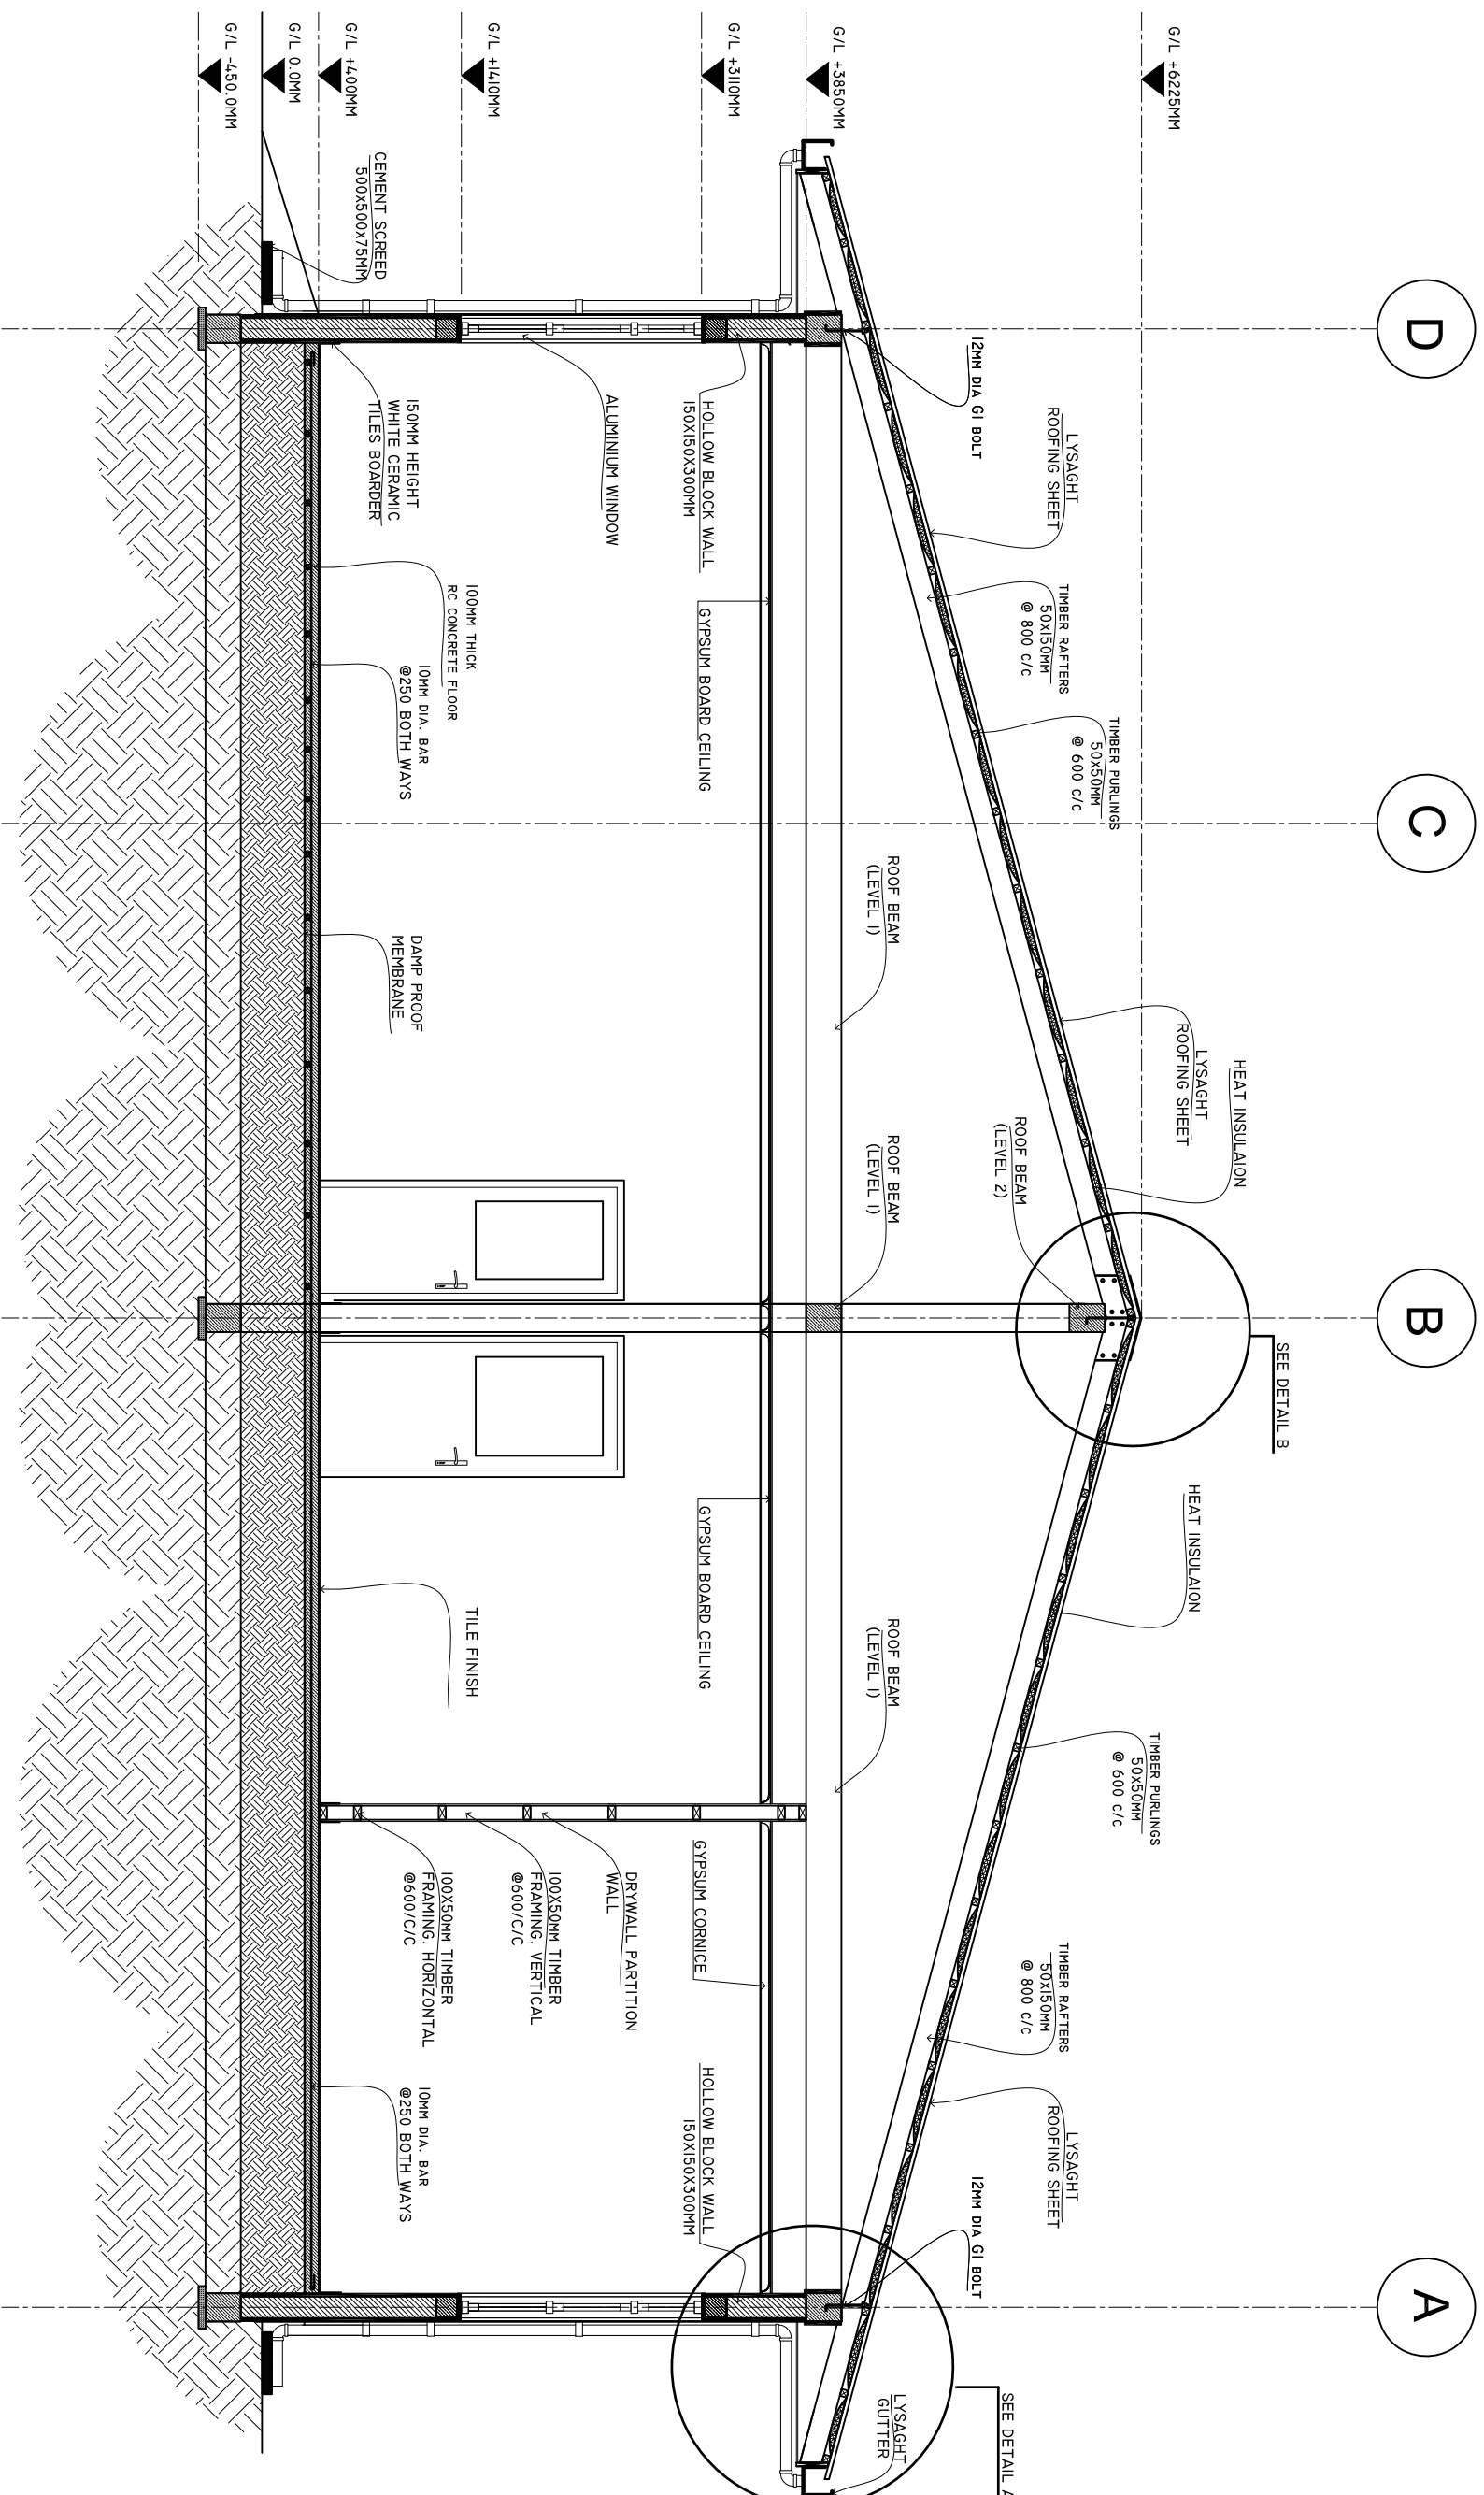 D
C
B
A
G/L +6225MM
G/L +3850MM
G/L +3110MM
G/L +1410MM
G/L +400MM
G/L 0.0MM
G/L -450.0MM
SEE DETAIL B
HEAT INSULAION
LYSAGHT
ROOFING SHEET
HEAT INSULAION
TIMBER PURLINGS
50x50MM
@ 600 C/C
TIMBER PURLINGS
50x50MM
@ 600 C/C
LYSAGHT
ROOFING SHEET
TIMBER RAFTERS
50x150MM
@ 800 C/C
ROOF BEAM
(LEVEL 2)
TIMBER RAFTERS
50x150MM
@ 800 C/C
LYSAGHT
ROOFING SHEET
12MM DIA GI BOLT
12MM DIA GI BOLT
SEE DETAIL A
ROOF BEAM
(LEVEL 1)
ROOF BEAM
(LEVEL 1)
ROOF BEAM
(LEVEL 1)
LYSAGHT
GUTTER
HOLLOW BLOCK WALL
150X150X300MM
GYPSUM BOARD CEILING
GYPSUM BOARD CEILING
GYPSUM CORNICE
HOLLOW BLOCK WALL
150X150X300MM
ALUMINIUM WINDOW
DRYWALL PARTITION
WALL
100X50MM TIMBER
FRAMING, VERTICAL
@600/C/C
100X50MM TIMBER
FRAMING, HORIZONTAL
@600/C/C
CEMENT SCREED
500x500x75MM
150MM HEIGHT
WHITE CERAMIC
TILES BOARDER
100MM THICK
RC CONCRETE FLOOR
10MM DIA. BAR
@250 BOTH WAYS
DAMP PROOF
MEMBRANE
TILE FINISH
10MM DIA. BAR
@250 BOTH WAYS